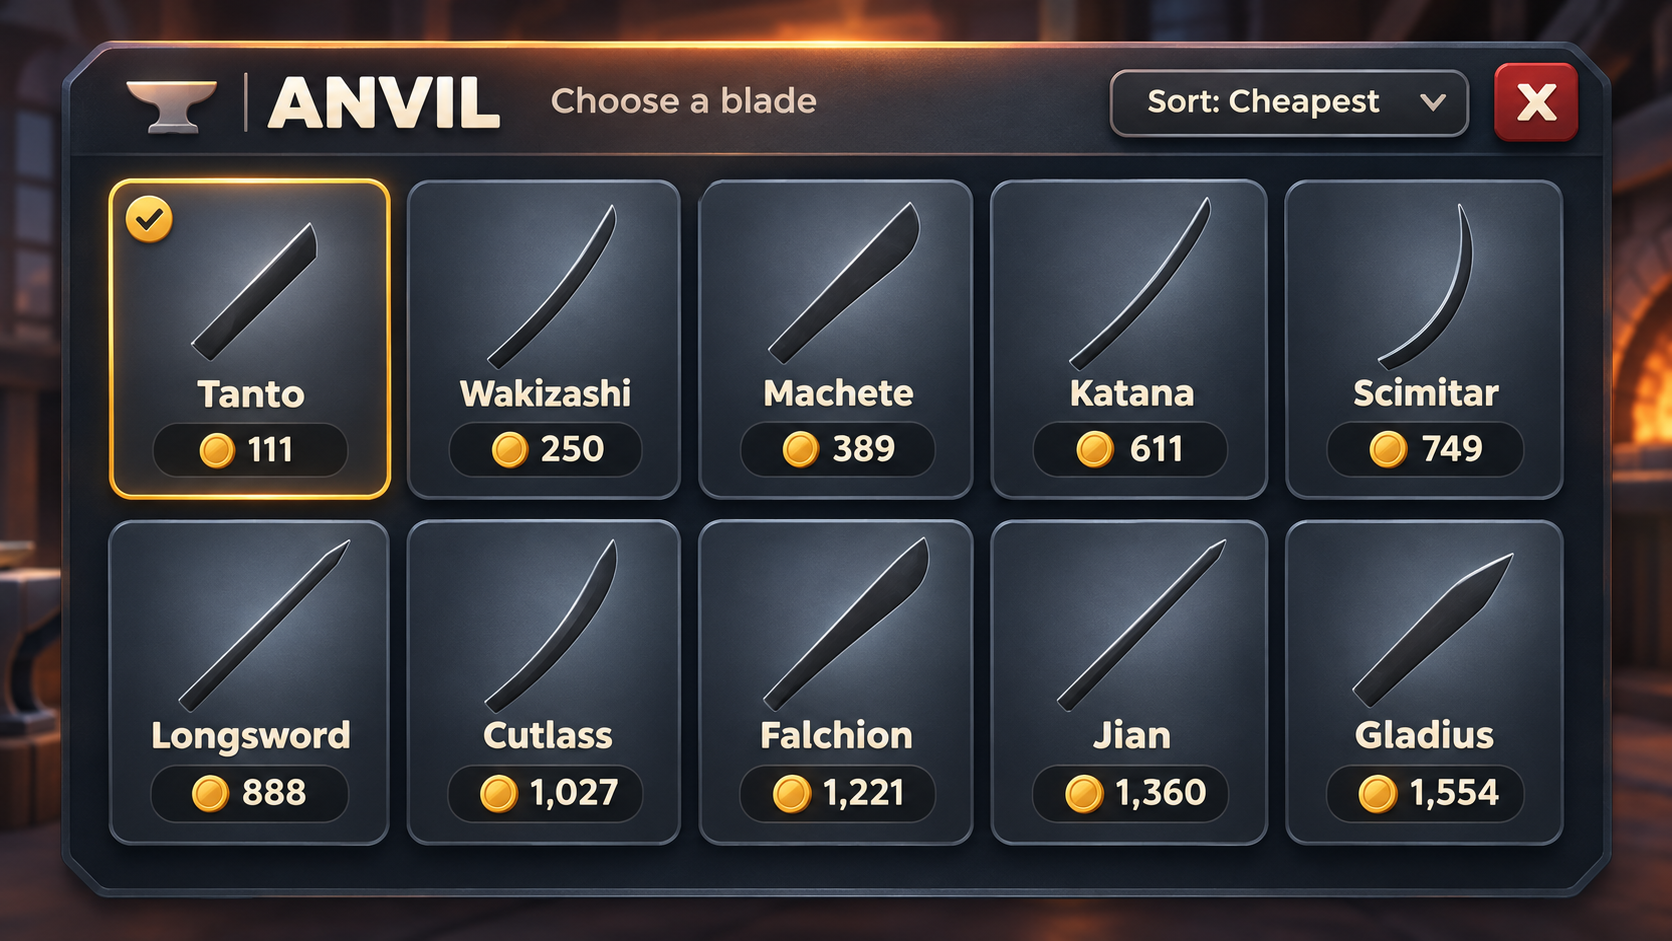 ANVIL
Choose a blade
Sort: Cheapest
X
Tanto
111
Wakizashi
250
Machete
389
Katana
611
Scimitar
749
Longsword
888
Cutlass
1,027
Falchion
1,221
Jian
1,360
Gladius
1,554